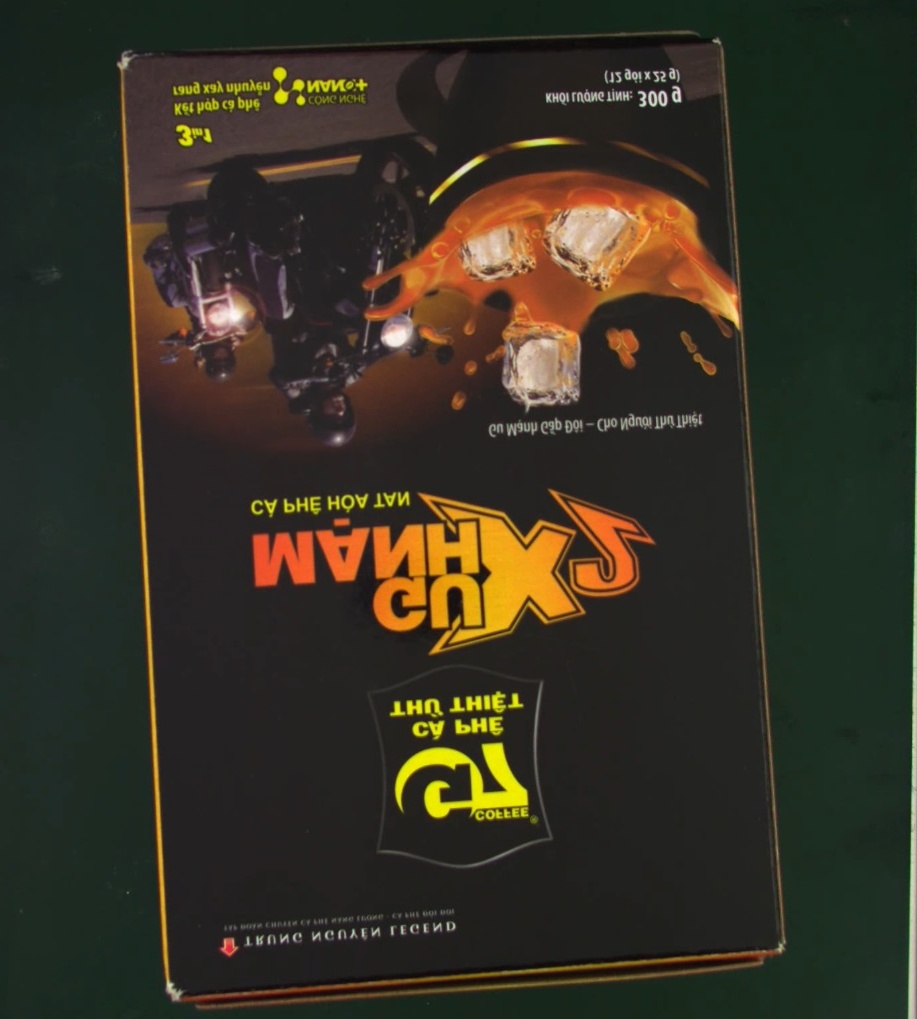 TRUNG NGUYÊN LEGEND
COFFEE
G7
CÀ PHÊ
THỨ THIỆT
GU
MẠNH X2
CÀ PHÊ HÒA TAN
Gu Mạnh Gấp Đôi – Cho Người Thứ Thiệt
3in1
Kết hợp cà phê
rang xay nhuyễn
CÔNG NGHỆ
NANO+
KHỐI LƯỢNG TỊNH: 300 g
(12 gói x 25 g)